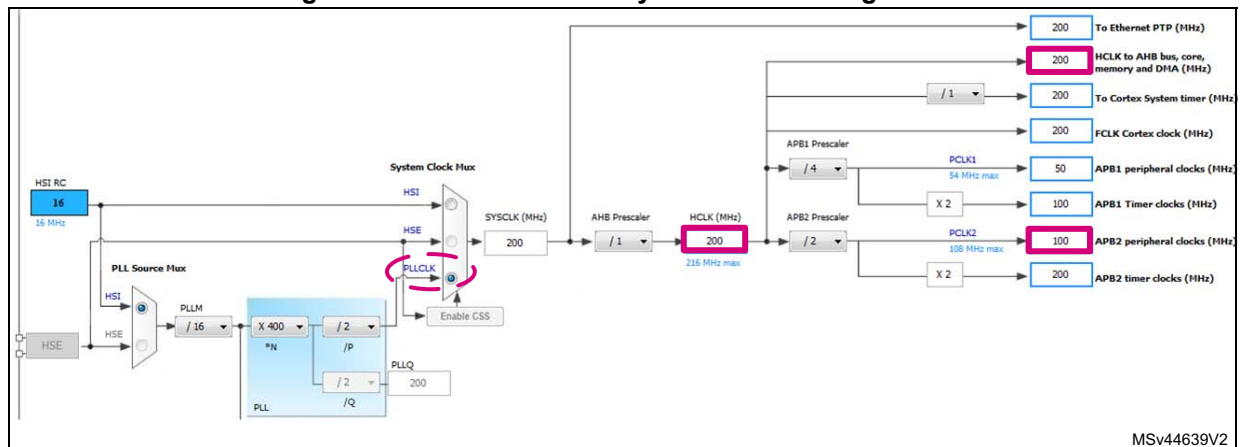 200
To Ethernet PTP (MHz)
200
HCLK to AHB bus, core,
memory and DMA (MHz)
/ 1
200
To Cortex System timer (MHz)
200
FCLK Cortex clock (MHz)
APB1 Prescaler
/ 4
PCLK1
54 MHz max
50
APB1 peripheral clocks (MHz)
X 2
100
APB1 Timer clocks (MHz)
System Clock Mux
HSI RC
16
16 MHz
HSI
HSE
PLLCLK
SYSCLK (MHz)
200
AHB Prescaler
/ 1
HCLK (MHz)
200
216 MHz max
APB2 Prescaler
/ 2
PCLK2
108 MHz max
100
APB2 peripheral clocks (MHz)
X 2
200
APB2 timer clocks (MHz)
Enable CSS
PLL Source Mux
HSI
HSE
HSE
PLLM
/ 16
X 400
*N
/ 2
/P
/ 2
/Q
PLLQ
200
PLL
MSv44639V2